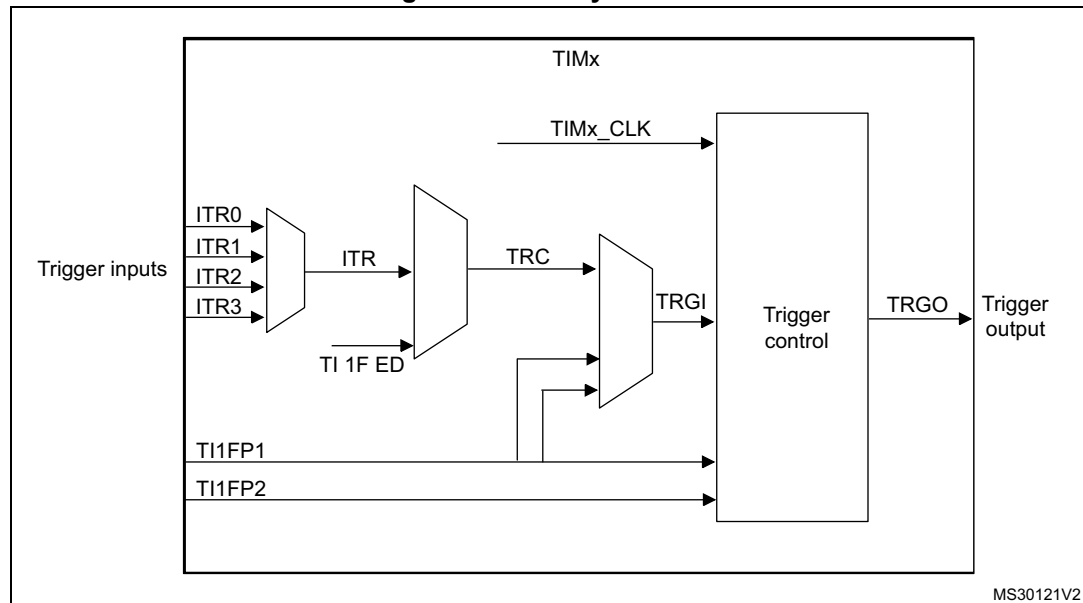 TIMx
TIMx_CLK
ITR0
ITR1
ITR2
ITR3
Trigger inputs
ITR
TRC
TRGI
TI 1F ED
Trigger
control
TRGO
Trigger
output
TI1FP1
TI1FP2
MS30121V2